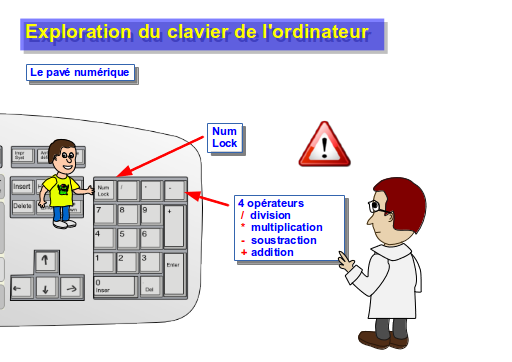 Exploration du clavier de l'ordinateur
Le pavé numérique
Num
Lock
4 opérateurs
/ division
* multiplication
- soustraction
+ addition
Impr
Syst
Insert
Delete
Num
Lock
/
*
-
7
8
9
+
4
5
6
1
2
3
Enter
0
Inser
Del